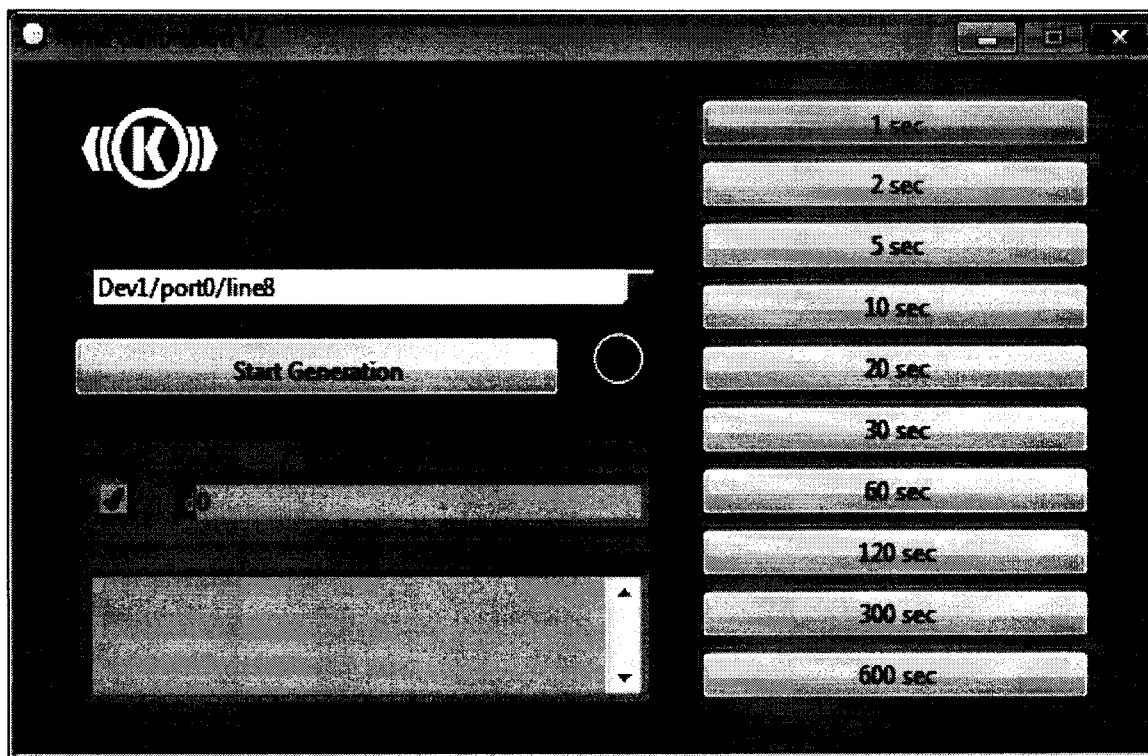 K
Dev1/port0/line8
Start Generation
1 sec
2 sec
5 sec
10 sec
20 sec
30 sec
60 sec
120 sec
300 sec
600 sec